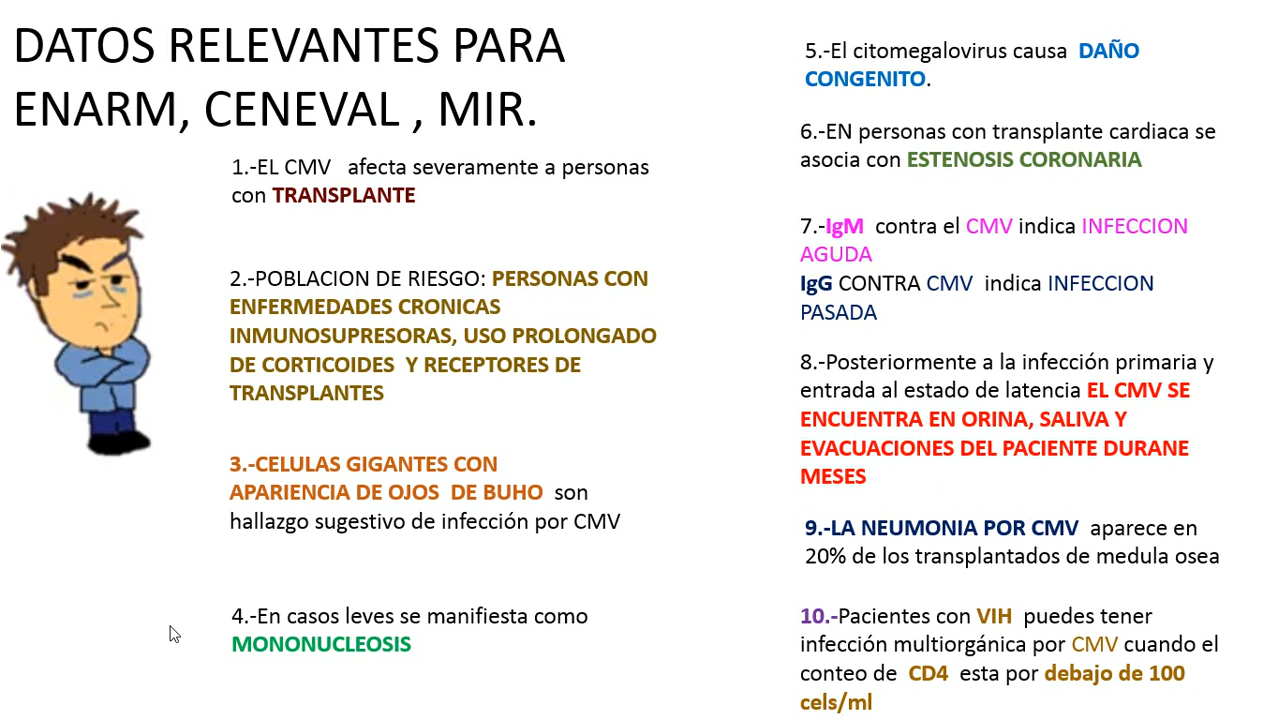 DATOS RELEVANTES PARA
ENARM, CENEVAL , MIR.
1.-EL CMV afecta severamente a personas
con TRANSPLANTE
2.-POBLACION DE RIESGO: PERSONAS CON
ENFERMEDADES CRONICAS
INMUNOSUPRESORAS, USO PROLONGADO
DE CORTICOIDES Y RECEPTORES DE
TRANSPLANTES
3.-CELULAS GIGANTES CON
APARIENCIA DE OJOS DE BUHO son
hallazgo sugestivo de infección por CMV
4.-En casos leves se manifiesta como
MONONUCLEOSIS
5.-El citomegalovirus causa DAÑO
CONGENITO.
6.-EN personas con transplante cardiaca se
asocia con ESTENOSIS CORONARIA
7.-IgM contra el CMV indica INFECCION
AGUDA
IgG CONTRA CMV indica INFECCION
PASADA
8.-Posteriormente a la infección primaria y
entrada al estado de latencia EL CMV SE
ENCUENTRA EN ORINA, SALIVA Y
EVACUACIONES DEL PACIENTE DURANE
MESES
9.-LA NEUMONIA POR CMV aparece en
20% de los transplantados de medula osea
10.-Pacientes con VIH puedes tener
infección multiorgánica por CMV cuando el
conteo de CD4 esta por debajo de 100
cels/ml